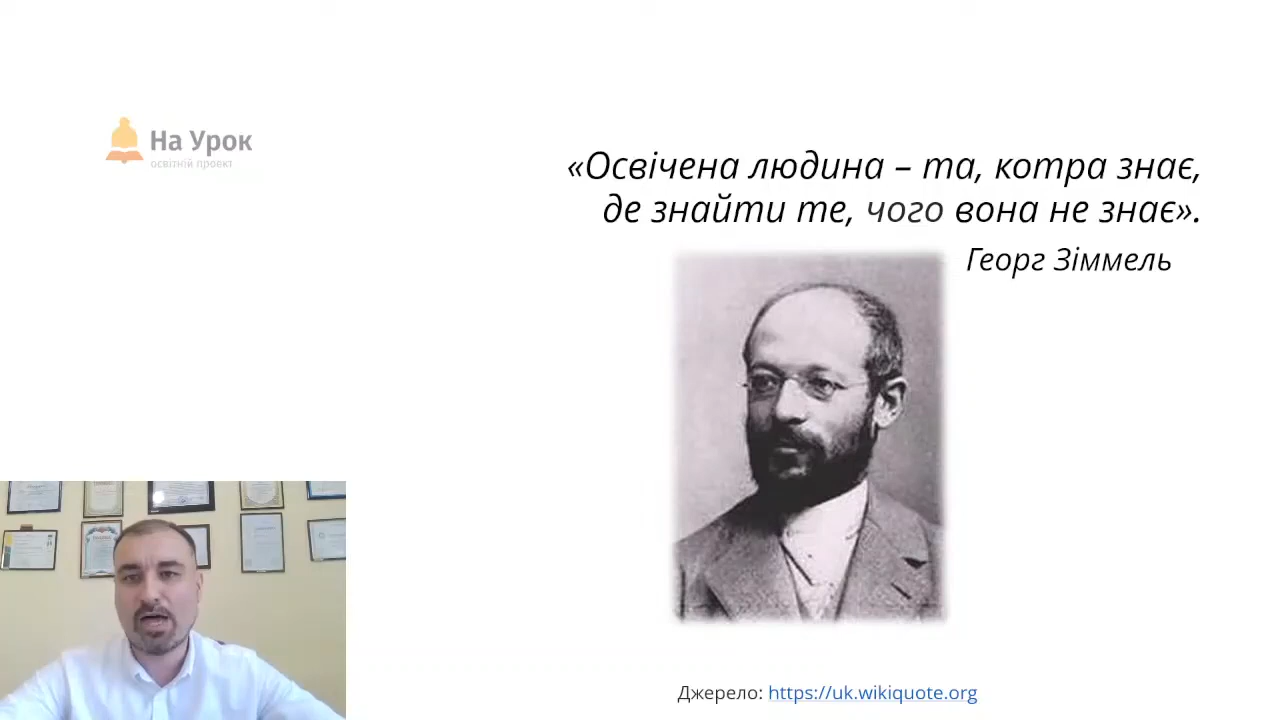 На Урок
освітній проект
«Освічена людина – та, котра знає,
де знайти те, чого вона не знає».
Георг Зіммель
Джерело: https://uk.wikiquote.org